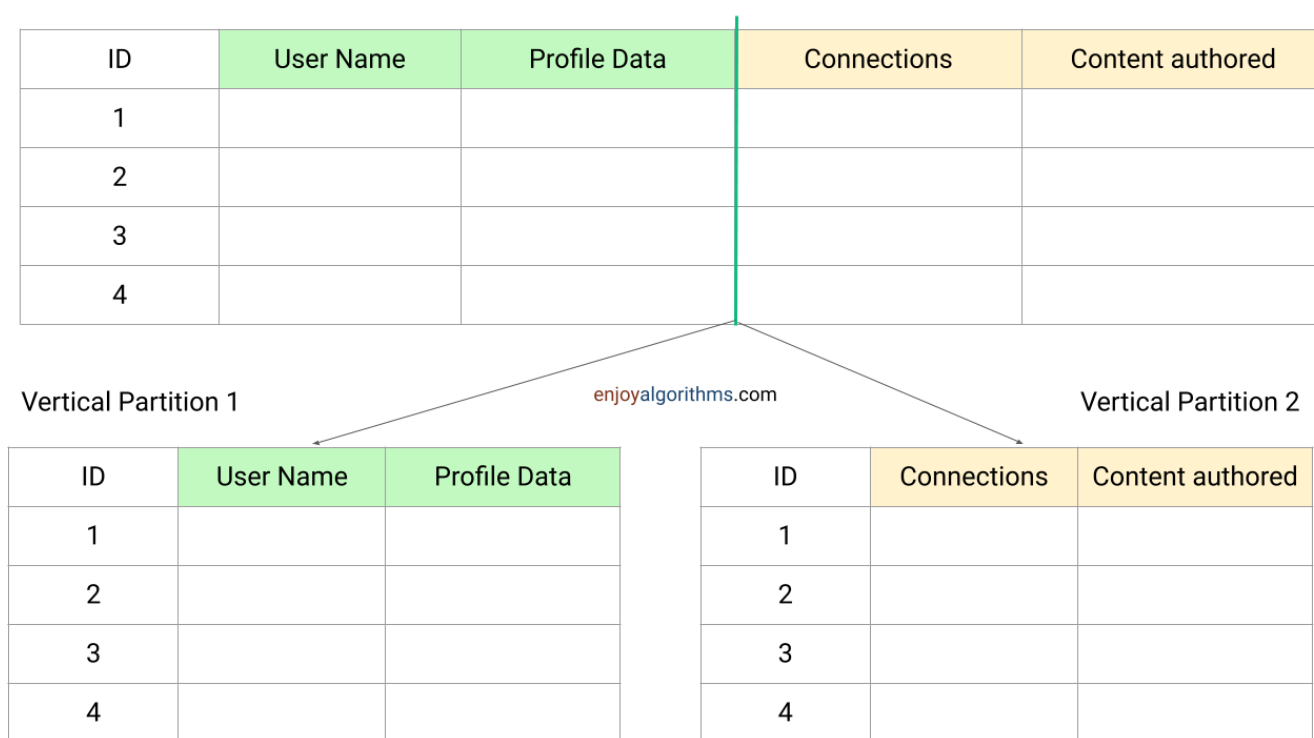 ID User Name Profile Data Connections Content authored
1
2
3
4
Vertical Partition 1
enjoyalgorithms.com
Vertical Partition 2
ID User Name Profile Data
1
2
3
4
ID Connections Content authored
1
2
3
4